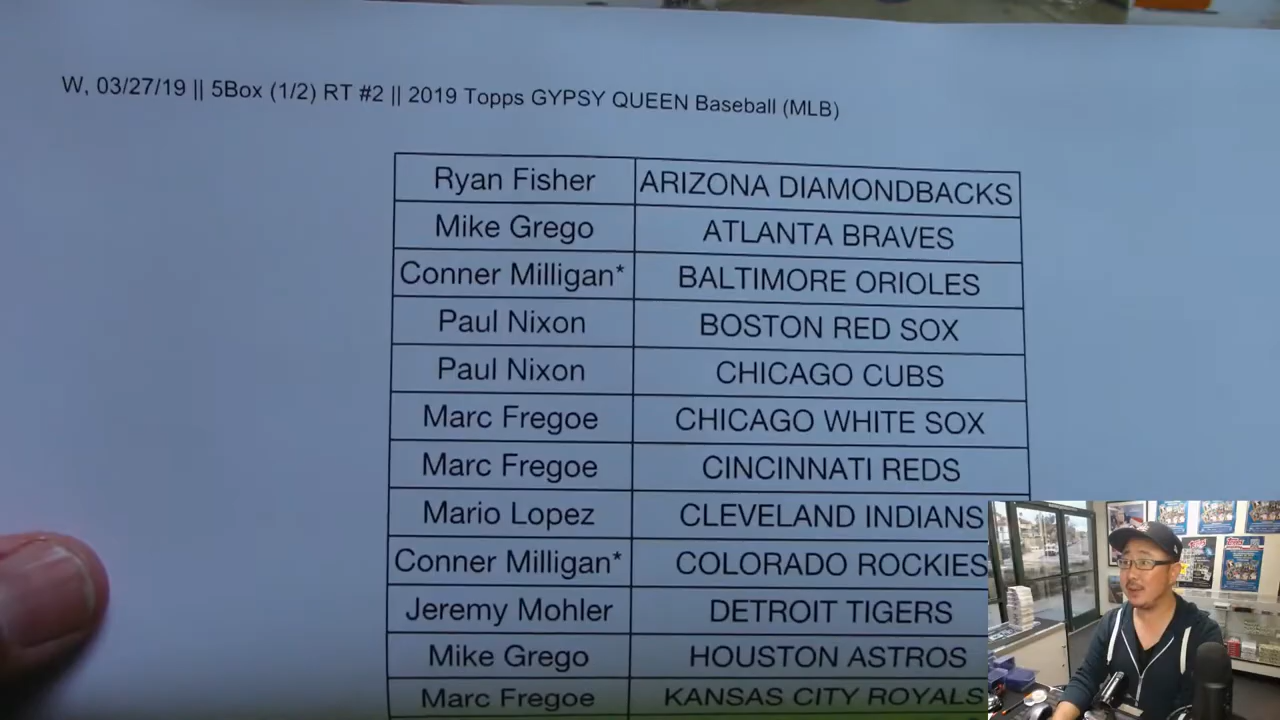 W, 03/27/19 || 5Box (1/2) RT #2 || 2019 Topps GYPSY QUEEN Baseball (MLB)
Ryan Fisher ARIZONA DIAMONDBACKS
Mike Grego ATLANTA BRAVES
Conner Milligan* BALTIMORE ORIOLES
Paul Nixon BOSTON RED SOX
Paul Nixon CHICAGO CUBS
Marc Fregoe CHICAGO WHITE SOX
Marc Fregoe CINCINNATI REDS
Mario Lopez CLEVELAND INDIANS
Conner Milligan* COLORADO ROCKIES
Jeremy Mohler DETROIT TIGERS
Mike Grego HOUSTON ASTROS
Marc Fregoe KANSAS CITY ROYALS